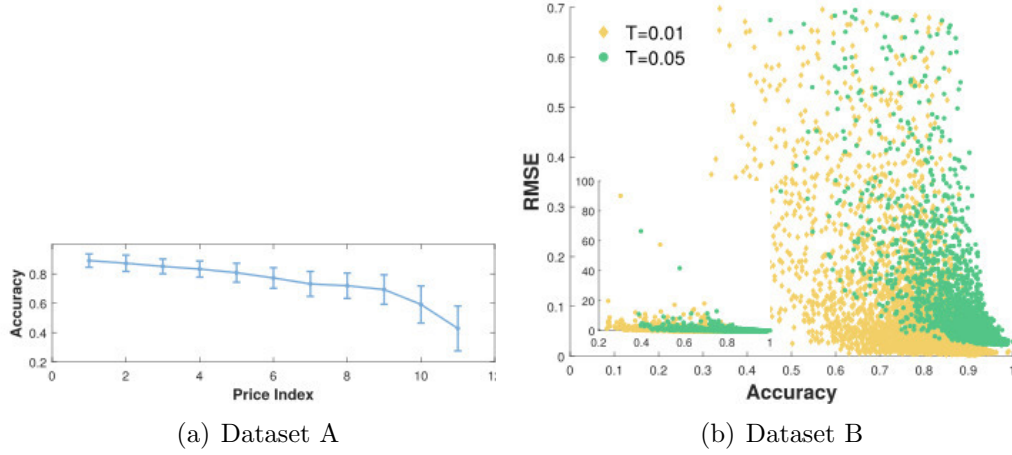 0.8
0.6
0.4
0.2
Accuracy
0 2 4 6 8 10 12
Price Index
(a) Dataset A
0.7
0.6
0.5
0.4
0.3
0.2
0.1
0
RMSE
T=0.01
T=0.05
100
80
60
40
20
0
0.2 0.4 0.6 0.8 1
0 0.1 0.2 0.3 0.4 0.5 0.6 0.7 0.8 0.9 1
Accuracy
(b) Dataset B